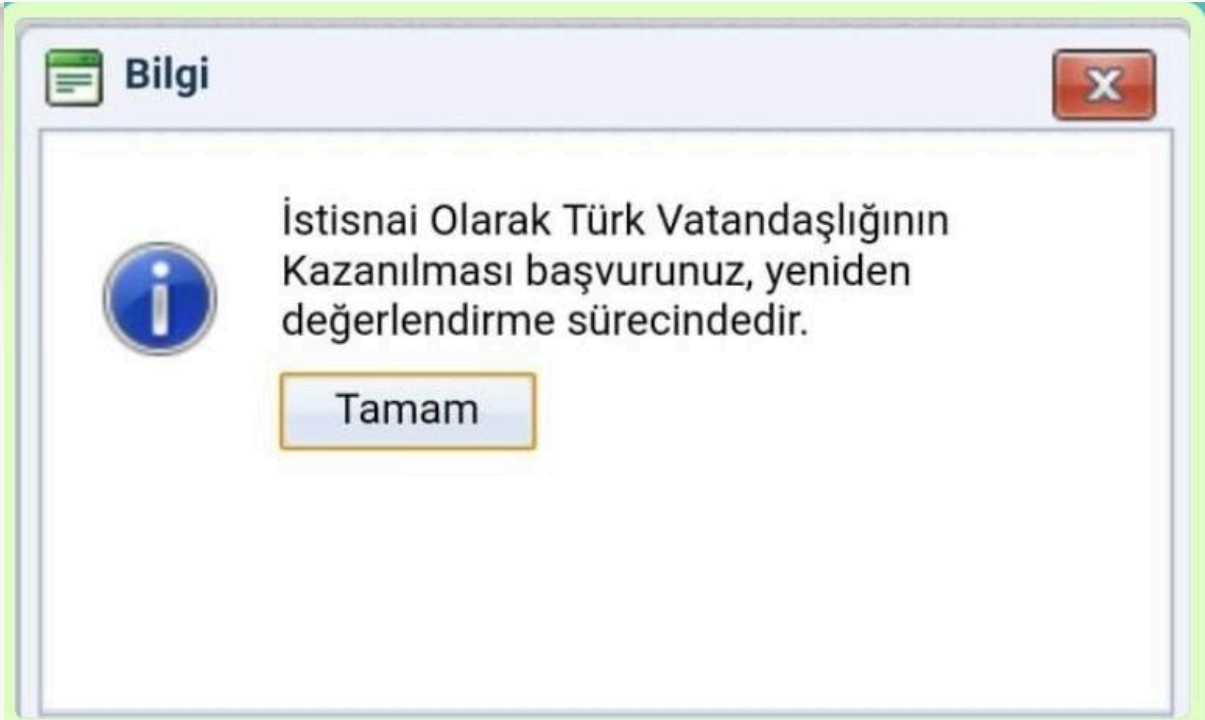 Bilgi
İstisnai Olarak Türk Vatandaşlığının
Kazanılması başvurunuz, yeniden
değerlendirme sürecindedir.
Tamam